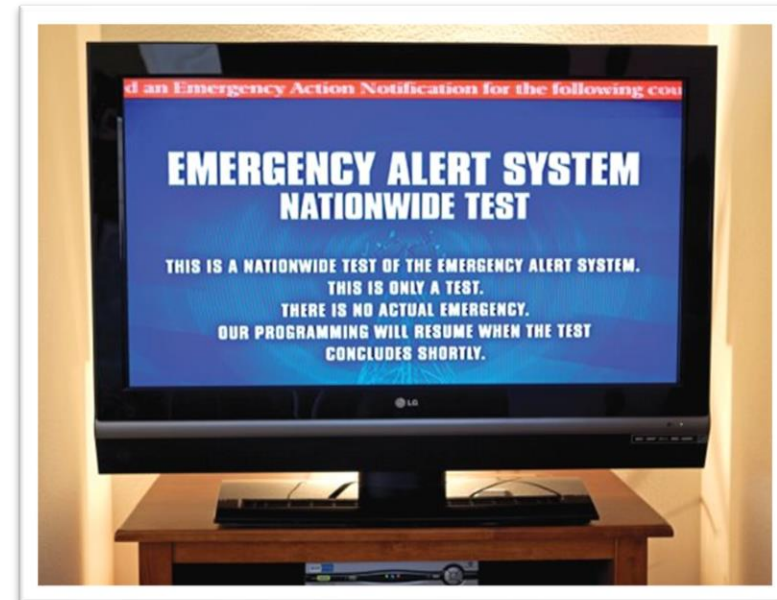 d an Emergency Action Notification for the following cou
EMERGENCY ALERT SYSTEM
NATIONWIDE TEST
THIS IS A NATIONWIDE TEST OF THE EMERGENCY ALERT SYSTEM.
THIS IS ONLY A TEST.
THERE IS NO ACTUAL EMERGENCY.
OUR PROGRAMMING WILL RESUME WHEN THE TEST
CONCLUDES SHORTLY.
LG